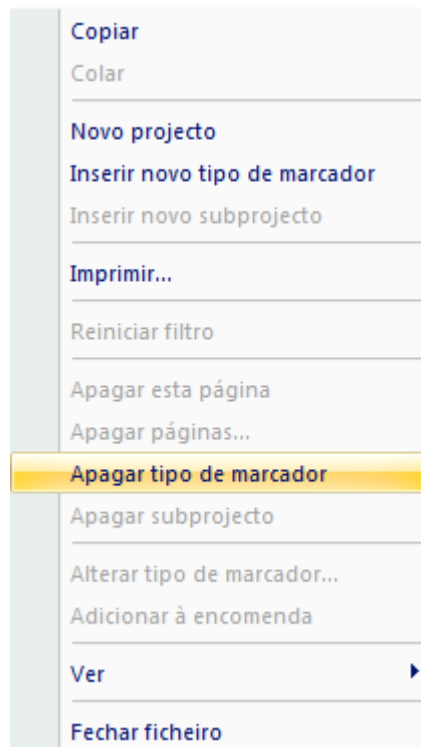 Copiar
Colar
Novo projecto
Inserir novo tipo de marcador
Inserir novo subprojecto
Imprimir...
Reiniciar filtro
Apagar esta página
Apagar páginas...
Apagar tipo de marcador
Apagar subprojecto
Alterar tipo de marcador...
Adicionar à encomenda
Ver
Fechar ficheiro